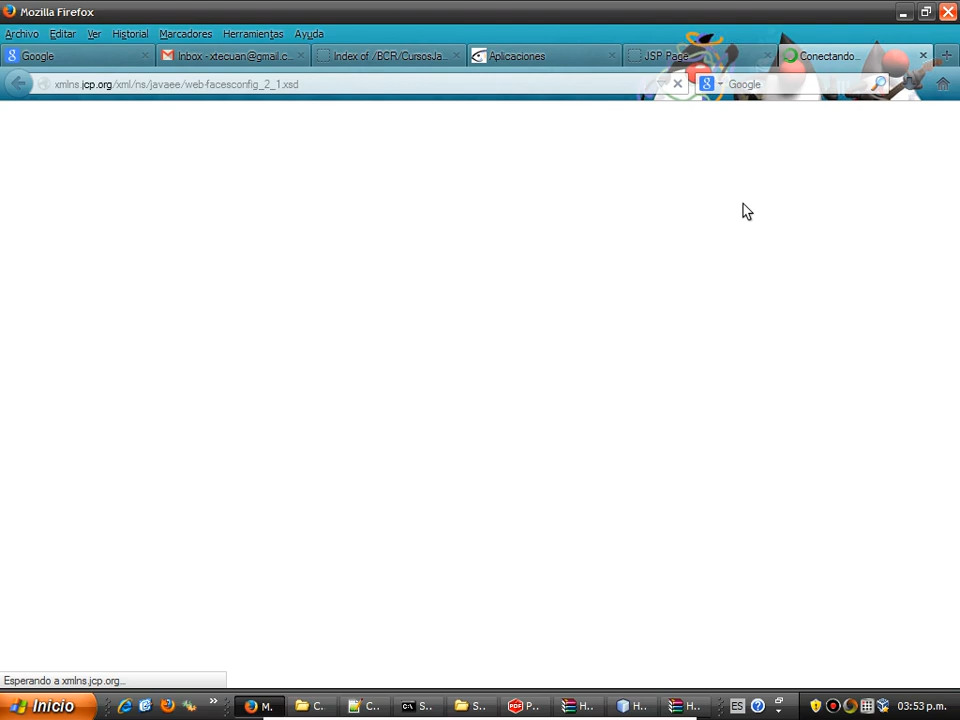 Mozilla Firefox
Archivo Editar Ver Historial Marcadores Herramientas Ayuda
Google
Inbox - xtecuan@gmail.c...
Index of /BCR/CursosJa...
Aplicaciones
JSP Page
Conectando...
xmlns.jcp.org/xml/ns/javaee/web-facesconfig_2_1.xsd
Google
Esperando a xmlns.jcp.org...
Inicio
M..
C..
C..
S..
S..
P..
H..
H..
H..
ES
03:53 p.m.